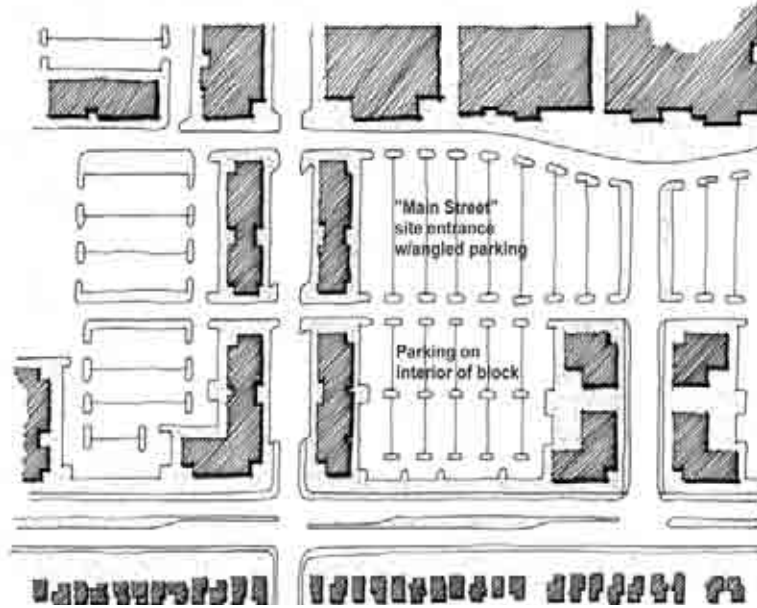 "Main Street"
site entrance
w/angled parking
Parking on
interior of block